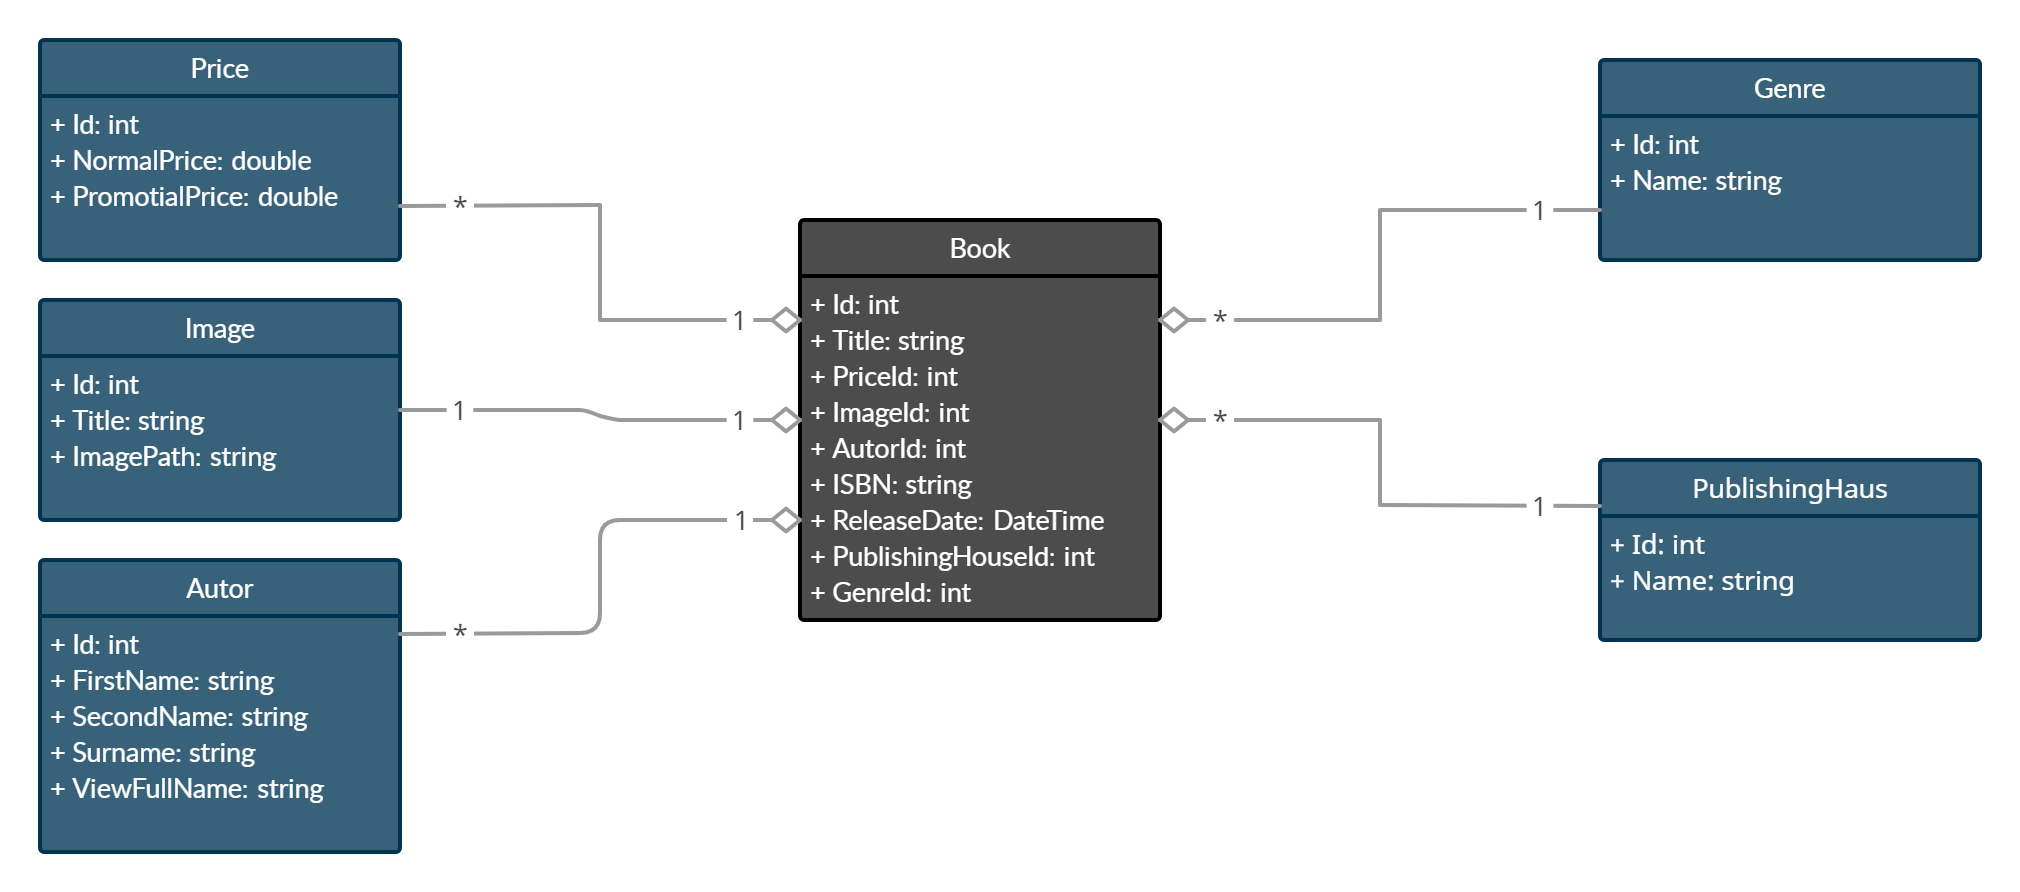 Price
+ Id: int
+ NormalPrice: double
+ PromotialPrice: double
*
1
Image
+ Id: int
+ Title: string
+ ImagePath: string
1
1
Autor
+ Id: int
+ FirstName: string
+ SecondName: string
+ Surname: string
+ ViewFullName: string
*
1
Book
+ Id: int
+ Title: string
+ PriceId: int
+ ImageId: int
+ AutorId: int
+ ISBN: string
+ ReleaseDate: DateTime
+ PublishingHouseId: int
+ GenreId: int
*
1
Genre
+ Id: int
+ Name: string
*
1
PublishingHaus
+ Id: int
+ Name: string